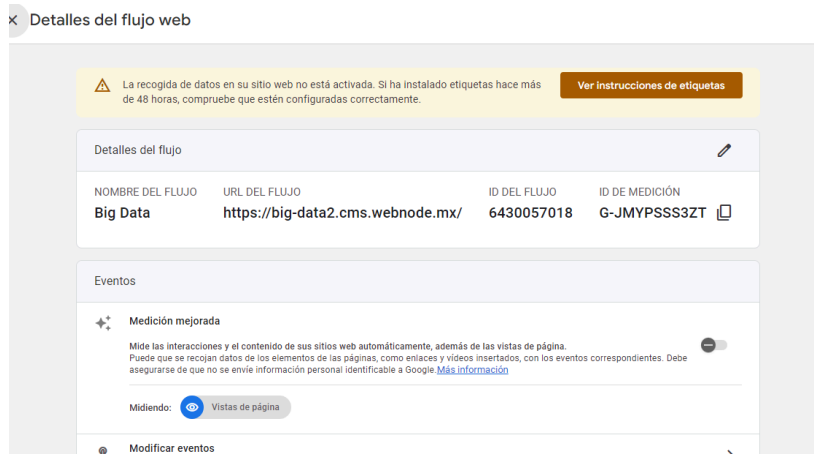 Detalles del flujo web
La recogida de datos en su sitio web no está activada. Si ha instalado etiquetas hace más
de 48 horas, compruebe que estén configuradas correctamente.
Ver instrucciones de etiquetas
Detalles del flujo
NOMBRE DEL FLUJO URL DEL FLUJO ID DEL FLUJO ID DE MEDICIÓN
Big Data https://big-data2.cms.webnode.mx/ 6430057018 G-JMYPSSS3ZT
Eventos
Medición mejorada
Mide las interacciones y el contenido de sus sitios web automáticamente, además de las vistas de página.
Puede que se recojan datos de los elementos de las páginas, como enlaces y vídeos insertados, con los eventos correspondientes. Debe
asegurarse de que no se envíe información personal identificable a Google.Más información
Midiendo: Vistas de página
Modificar eventos